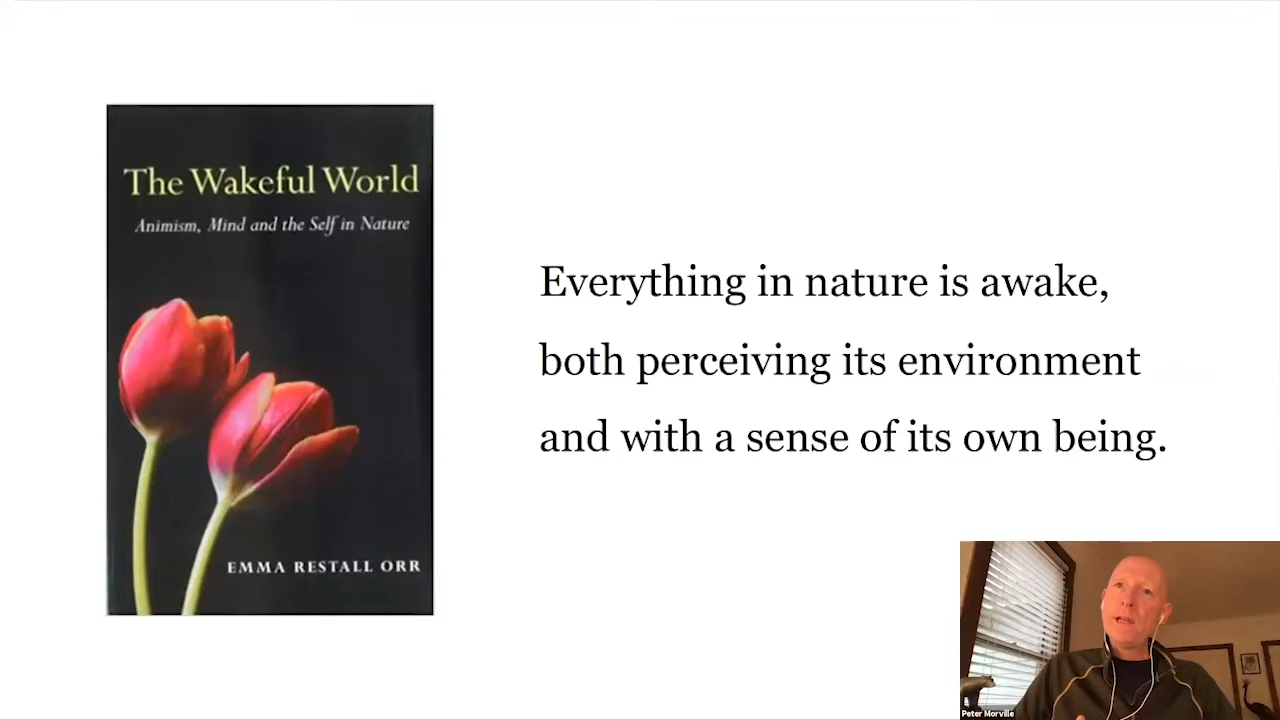 The Wakeful World
Animism, Mind and the Self in Nature
EMMA RESTALL ORR
Everything in nature is awake,
both perceiving its environment
and with a sense of its own being.
Peter Morville